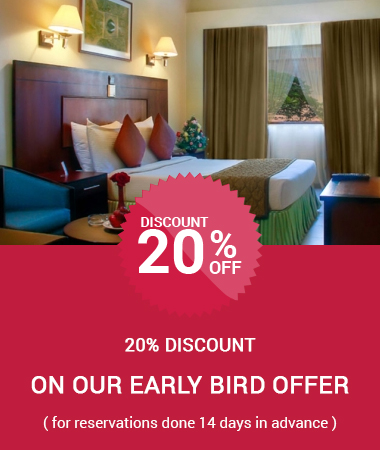 DISCOUNT
20%
OFF
20% DISCOUNT
ON OUR EARLY BIRD OFFER
( for reservations done 14 days in advance )